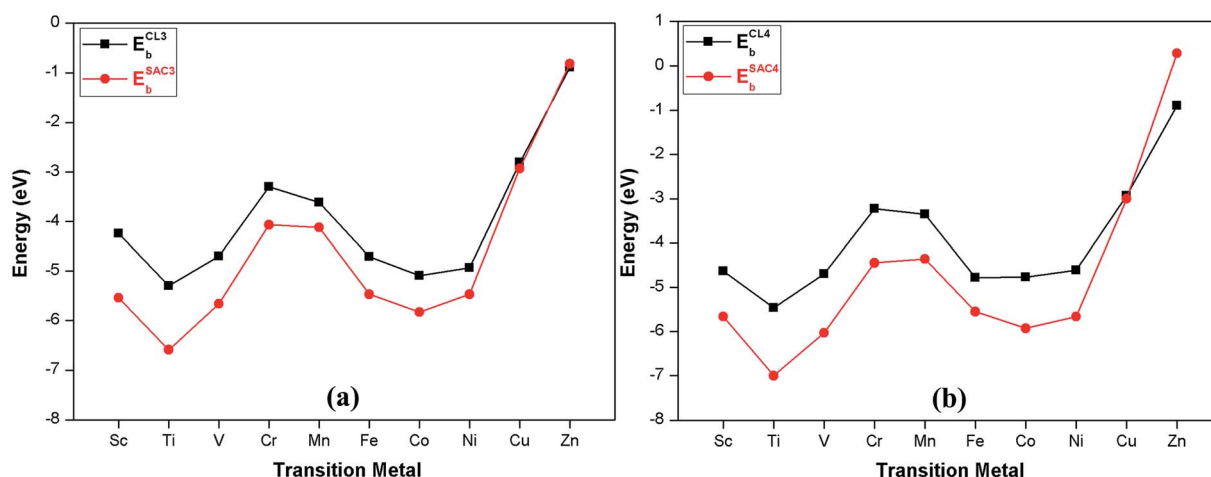 0
-1
-2
-3
-4
-5
-6
-7
-8
Energy (eV)
E_b^CL3
E_b^SAC3
(a)
Sc Ti V Cr Mn Fe Co Ni Cu Zn
Transition Metal
1
0
-1
-2
-3
-4
-5
-6
-7
-8
Energy (eV)
E_b^CL4
E_b^SAC4
(b)
Sc Ti V Cr Mn Fe Co Ni Cu Zn
Transition Metal